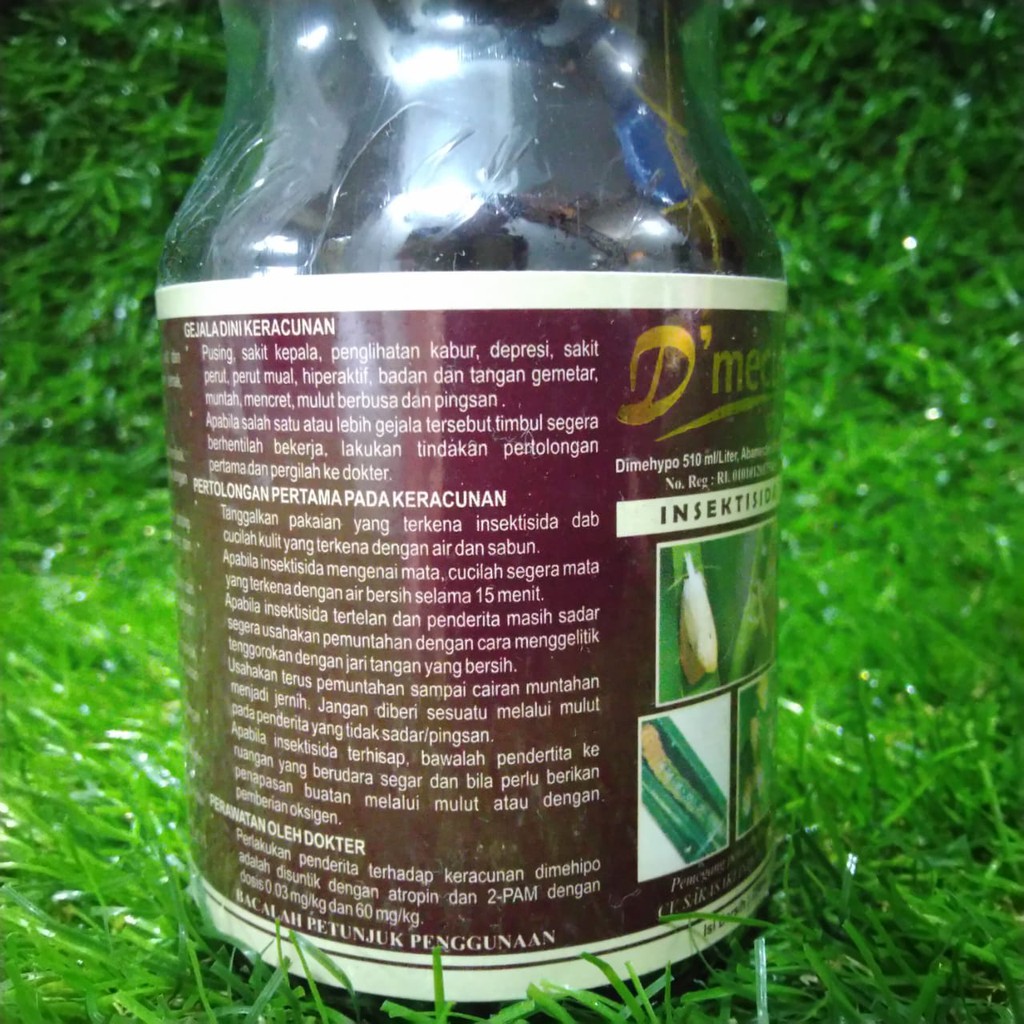 GEJALA DINI KERACUNAN
Pusing, sakit kepala, penglihatan kabur, depresi, sakit
perut, perut mual, hiperaktif, badan dan tangan gemetar,
muntah, mencret, mulut berbusa dan pingsan.
Apabila salah satu atau lebih gejala tersebut timbul segera
berhentilah bekerja, lakukan tindakan pertolongan
pertama dan pergilah ke dokter.
PERTOLONGAN PERTAMA PADA KERACUNAN
Tanggalkan pakaian yang terkena insektisida dab
cucilah kulit yang terkena dengan air dan sabun.
Apabila insektisida mengenai mata, cucilah segera mata
yang terkena dengan air bersih selama 15 menit.
Apabila insektisida tertelan dan penderita masih sadar
segera usahakan pemuntahan dengan cara menggelitik
tenggorokan dengan jari tangan yang bersih.
Usahakan terus pemuntahan sampai cairan muntahan
menjadi jernih. Jangan diberi sesuatu melalui mulut
pada penderita yang tidak sadar/pingsan.
Apabila insektisida terhisap, bawalah pendertita ke
ruangan yang berudara segar dan bila perlu berikan
penapasan buatan melalui mulut atau dengan
pemberian oksigen.
PERAWATAN OLEH DOKTER
Perlakukan penderita terhadap keracunan dimehipo
adalah disuntik dengan atropin dan 2-PAM dengan
dosis 0,03 mg/kg dan 60 mg/kg.
BACALAH PETUNJUK PENGGUNAAN
D'mec
Dimehypo 510 ml/Liter,
No. Reg : RI.
INSEKTISID
CV SARASA
Isi